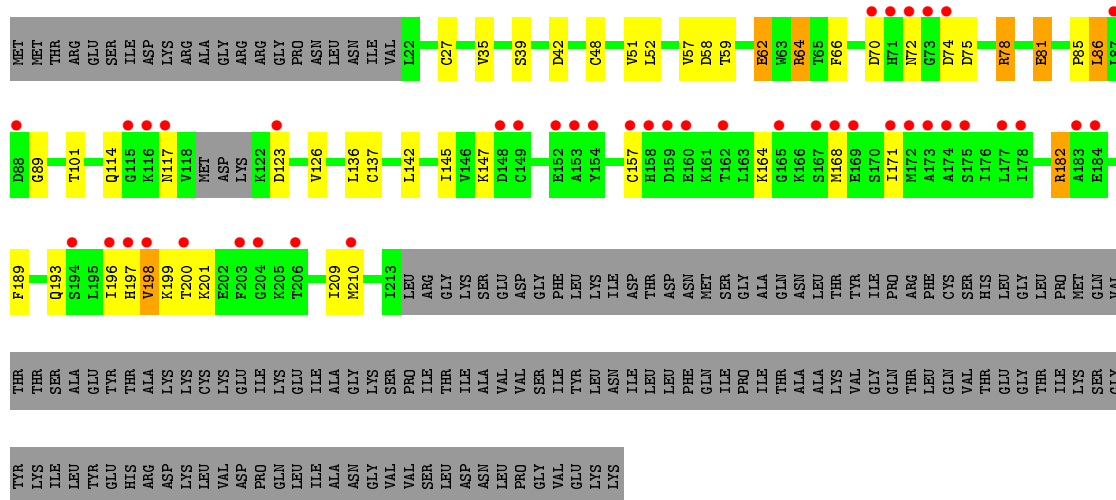 MET MET THR ARG GLU SER ILE ASP LYS ARG ALA GLY ARG ARG GLY PRO ASN LEU ASN ILE VAL L22 C27 V35 S39 D42 C48 V51 L52 V57 D58 T59 E62 W63 R64 T65 F66 D70 H71 N72 G73 D74 D75 R78 E81 P85 L86 L87
D88 G89 T101 Q114 G115 K116 N117 V118 MET ASP LYS K122 D123 V126 L136 C137 L142 I145 V146 K147 D148 C149 E152 A153 Y154 C157 H158 D159 E160 K161 T162 L163 K164 G165 K166 S167 M168 E169 S170 I171 M172 A173 A174 S175 I176 L177 I178 R182 A183 E184
F189 Q193 S194 L195 I196 H197 V198 K199 T200 K201 E202 F203 G204 K205 T206 I209 M210 I213 LEU ARG GLY LYS SER GLU ASP GLY PHE LEU LYS ILE ASP THR ASP ASN MET SER GLY ALA GLN ASN LEU THR TYR ILE PRO ARG PHE CYS SER HIS LEU GLY LEU PRO MET GLN VAL
THR THR SER ALA GLU TYR THR ALA LYS LYS CYS LYS GLU ILE LYS GLU ILE ALA GLY LYS SER PRO ILE THR ILE ALA VAL VAL SER ILE TYR LEU ASN ILE LEU LEU PHE GLN ILE PRO ILE THR ALA ALA LYS VAL GLY GLN THR LEU GLN VAL THR GLU GLY THR ILE LYS SER GLY
TYR LYS ILE LEU TYR GLU HIS ARG ASP LYS LEU VAL ASP PRO GLN LEU ILE ALA ASN GLY VAL VAL SER LEU ASP ASN LEU PRO GLY VAL GLU LYS LYS